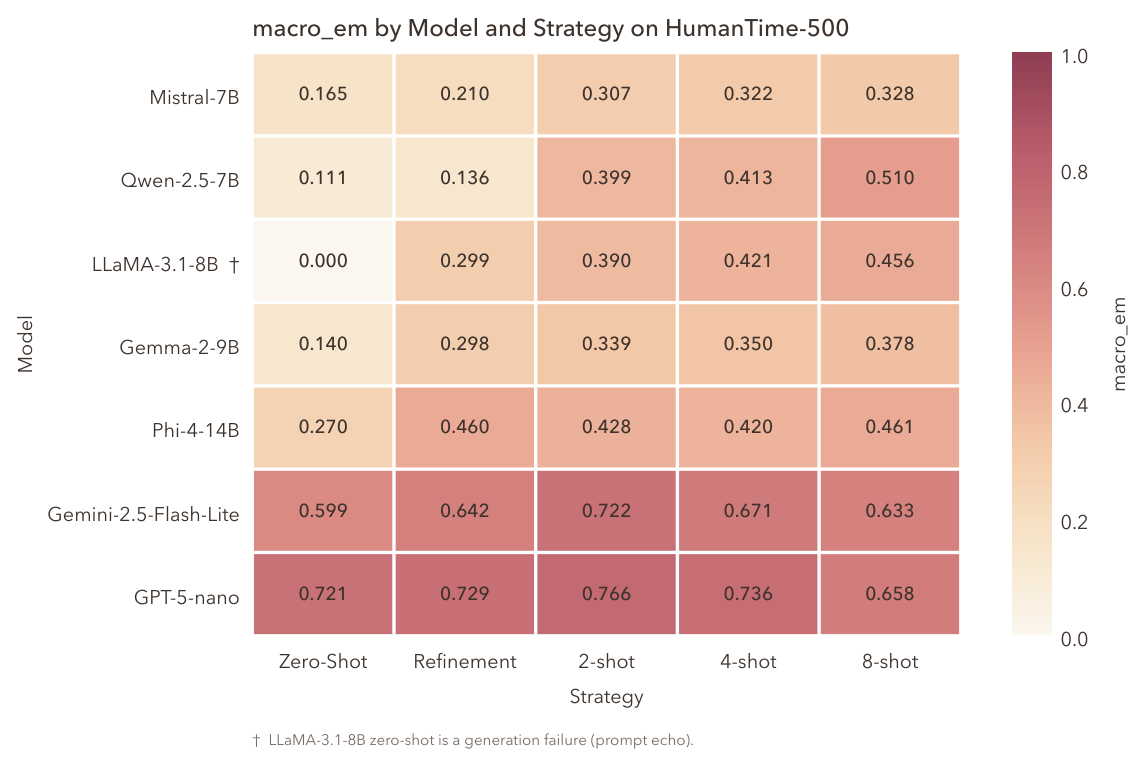 macro_em by Model and Strategy on HumanTime-500
Mistral-7B 0.165 0.210 0.307 0.322 0.328
Qwen-2.5-7B 0.111 0.136 0.399 0.413 0.510
LLaMA-3.1-8B † 0.000 0.299 0.390 0.421 0.456
Gemma-2-9B 0.140 0.298 0.339 0.350 0.378
Phi-4-14B 0.270 0.460 0.428 0.420 0.461
Gemini-2.5-Flash-Lite 0.599 0.642 0.722 0.671 0.633
GPT-5-nano 0.721 0.729 0.766 0.736 0.658
Zero-Shot Refinement 2-shot 4-shot 8-shot
Strategy
Model
1.0
0.8
0.6
0.4
0.2
0.0
macro_em
† LLaMA-3.1-8B zero-shot is a generation failure (prompt echo).